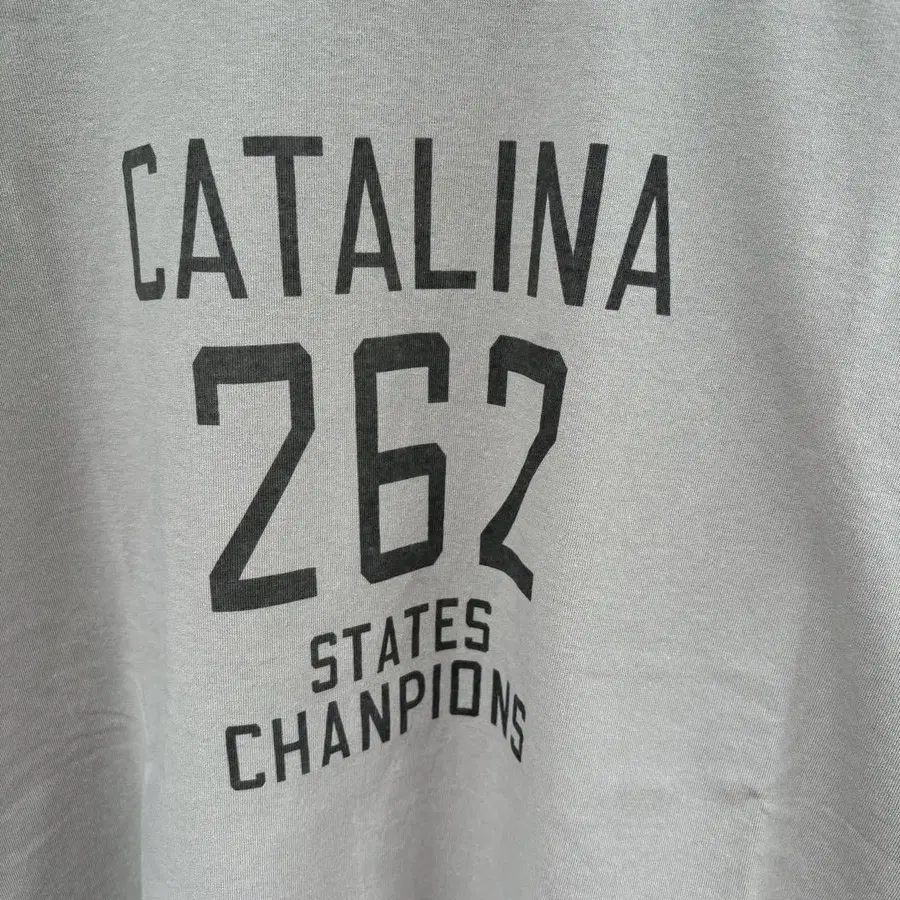 CATALINA
262
STATES
CHANPIONS